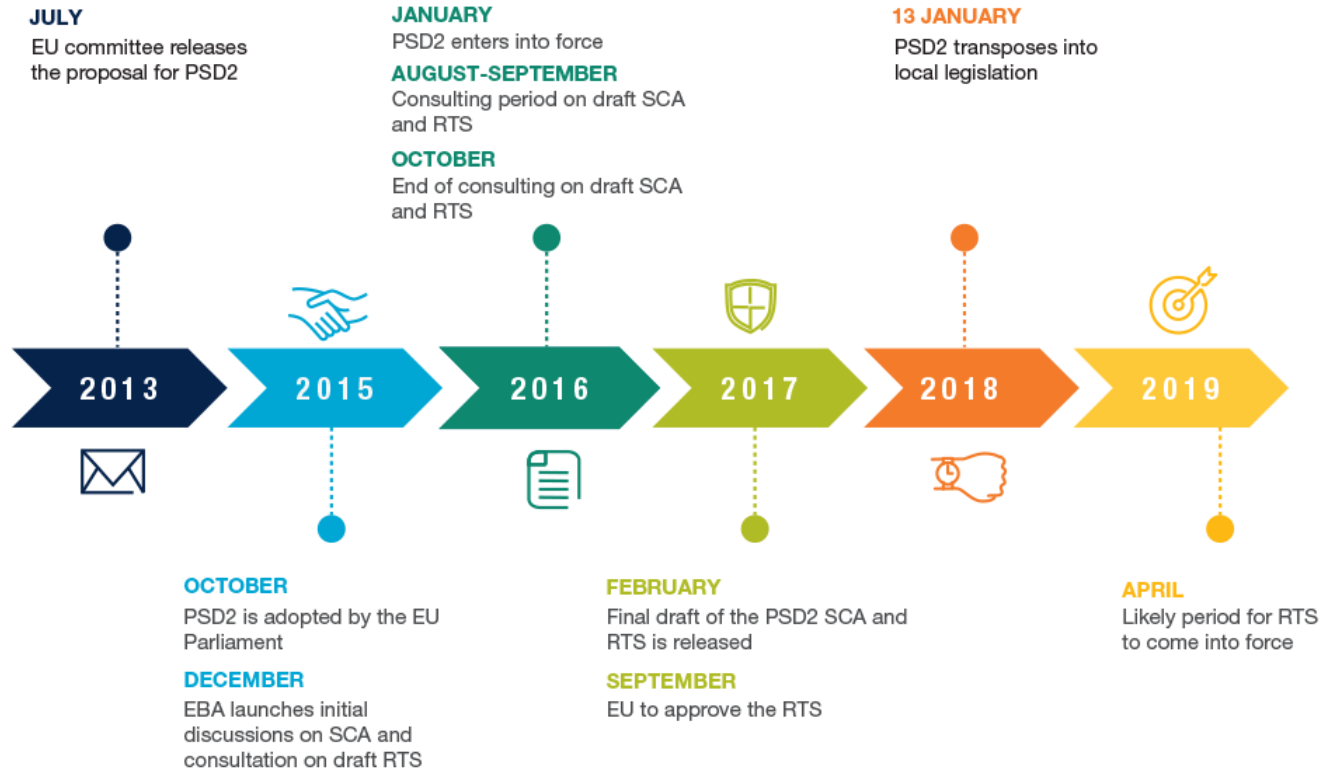 JULY
EU committee releases
the proposal for PSD2
JANUARY
PSD2 enters into force
AUGUST-SEPTEMBER
Consulting period on draft SCA
and RTS
OCTOBER
End of consulting on draft SCA
and RTS
13 JANUARY
PSD2 transposes into
local legislation
2013
2015
2016
2017
2018
2019
OCTOBER
PSD2 is adopted by the EU
Parliament
DECEMBER
EBA launches initial
discussions on SCA and
consultation on draft RTS
FEBRUARY
Final draft of the PSD2 SCA and
RTS is released
SEPTEMBER
EU to approve the RTS
APRIL
Likely period for RTS
to come into force